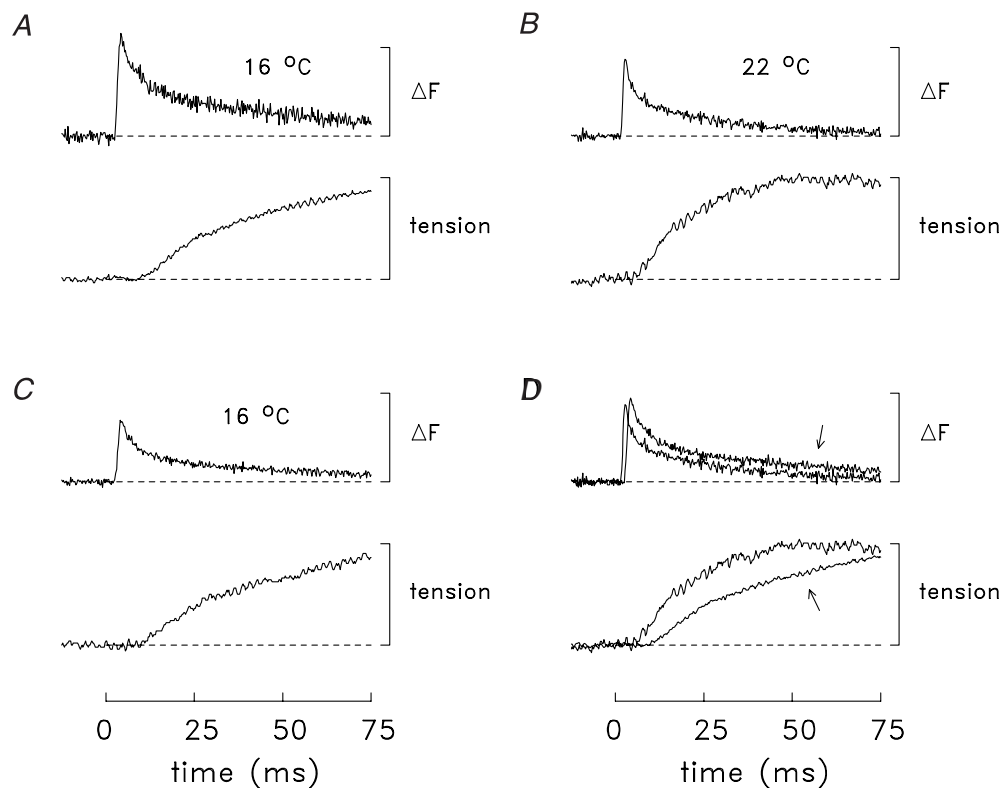 A
16 °C
ΔF
tension
B
22 °C
ΔF
tension
C
16 °C
ΔF
tension
0 25 50 75
time (ms)
D
ΔF
tension
0 25 50 75
time (ms)